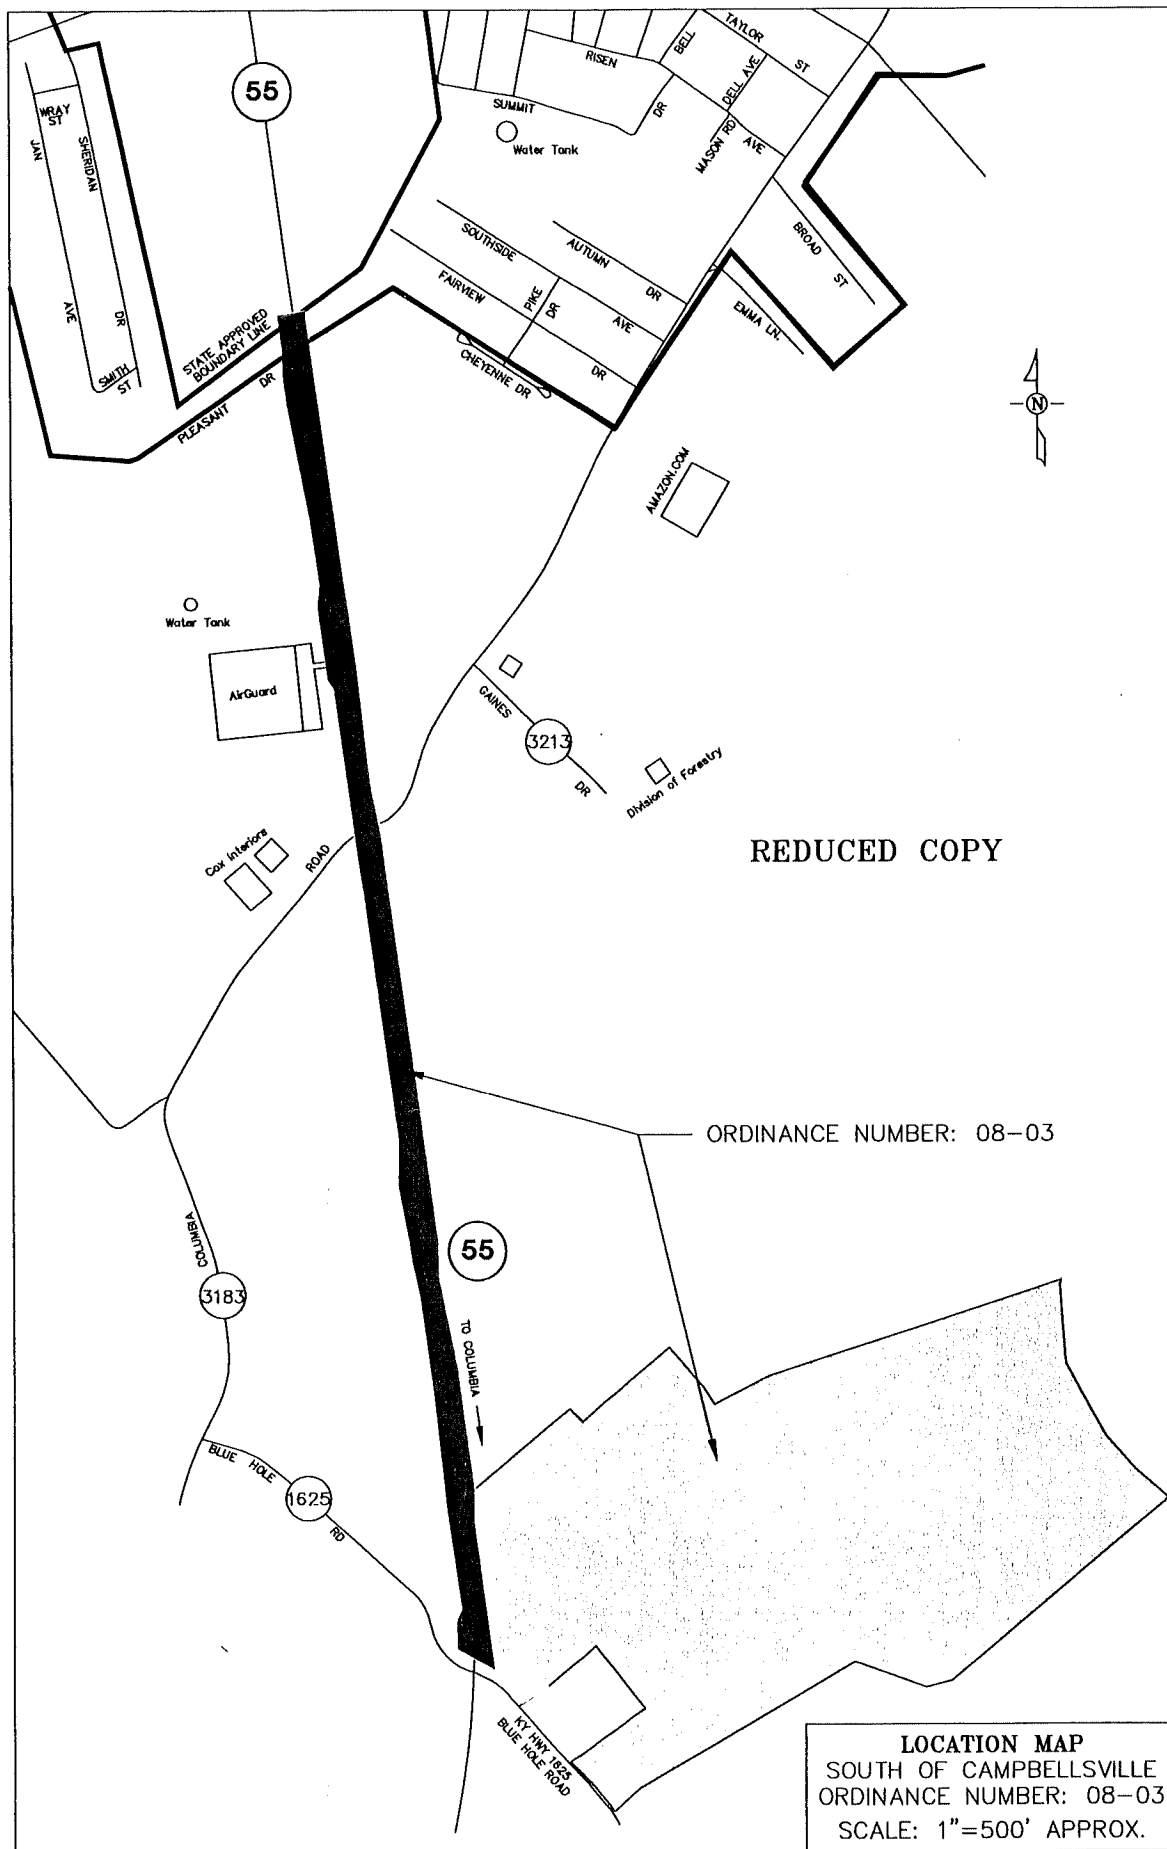 55
WRAY
ST
JAN
AVE
SHERIDAN
DR
SMITH
ST
STATE APPROVED
BOUNDARY LINE
PLEASANT
DR
RISEN
SUMMIT
DR
Water Tank
BELL
AVE
TAYLOR
ST
DELL AVE
MASON RD
BROAD
ST
EMMA LN.
SOUTHSIDE
AVE
AUTUMN
DR
FAIRVIEW
DR
PIKE
DR
CHEYENNE DR
N
AMAZON.COM
Water Tank
AirGuard
GAINES
3213
DR
Division of Forestry
Cox Interiors
ROAD
REDUCED COPY
ORDINANCE NUMBER: 08-03
COLUMBIA
3183
55
TO COLUMBIA
BLUE HOLE
1625
RD
KY HWY 1625
BLUE HOLE ROAD
LOCATION MAP
SOUTH OF CAMPBELLSVILLE
ORDINANCE NUMBER: 08-03
SCALE: 1"=500' APPROX.